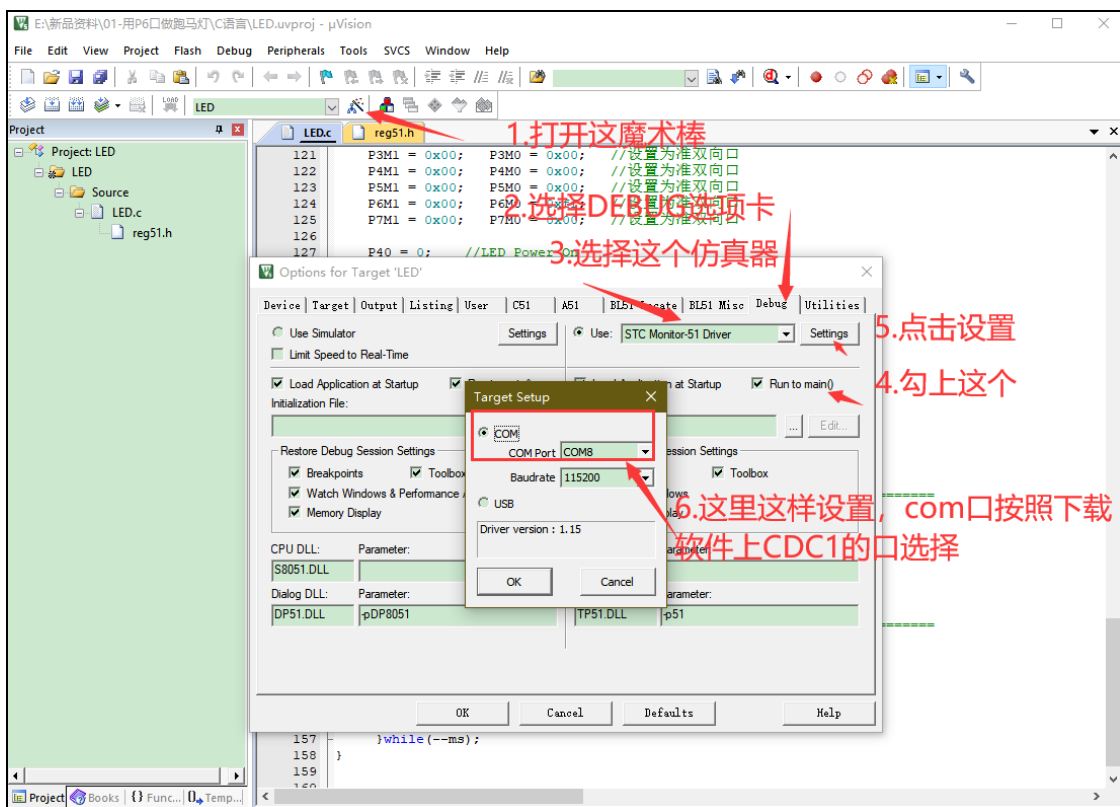 E:\新品资料\01-用P6口做跑马灯\C语言\LED.uvproj - µVision
File Edit View Project Flash Debug Peripherals Tools SVCS Window Help
LOAD LED
Project
LED.c reg51.h
1.打开这魔术棒
Project: LED
LED
Source
LED.c
reg51.h
121 P3M1 = 0x00; P3M0 = 0x00; //设置为准双向口
122 P4M1 = 0x00; P4M0 = 0x00; //设置为准双向口
123 P5M1 = 0x00; P5M0 = 0x00; //设置为准双向口
124 P6M1 = 0x00; P6M0 = 0x00; //设置为准双向口
125 P7M1 = 0x00; P7M0 = 0x00; //设置为准双向口
2.选择DEBUG选项卡
126
127 P40 = 0; //LED Power On
3.选择这个仿真器
Options for Target 'LED'
Device Target Output Listing User C51 A51 BL51 Locate BL51 Misc Debug Utilities
Use Simulator Settings Use: STC Monitor-51 Driver Settings
5.点击设置
Limit Speed to Real-Time
Load Application at Startup at Startup Run to main()
4.勾上这个
Initialization File:
... Edit...
Target Setup
COM
COM Port COM8
Baudrate 115200
USB
Driver version : 1.15
OK Cancel
Restore Debug Session Settings ession Settings
Breakpoints Toolbox Toolbox
Watch Windows & Performance
Memory Display
6.这里这样设置，com口按照下载
软件上CDC1的口选择
CPU DLL: Parameter:
S8051.DLL
Dialog DLL: Parameter: arameter:
DP51.DLL -pDP8051 TP51.DLL -p51
OK Cancel Defaults Help
157 }while(--ms);
158 }
159
160
Project Books {} Func... Temp...